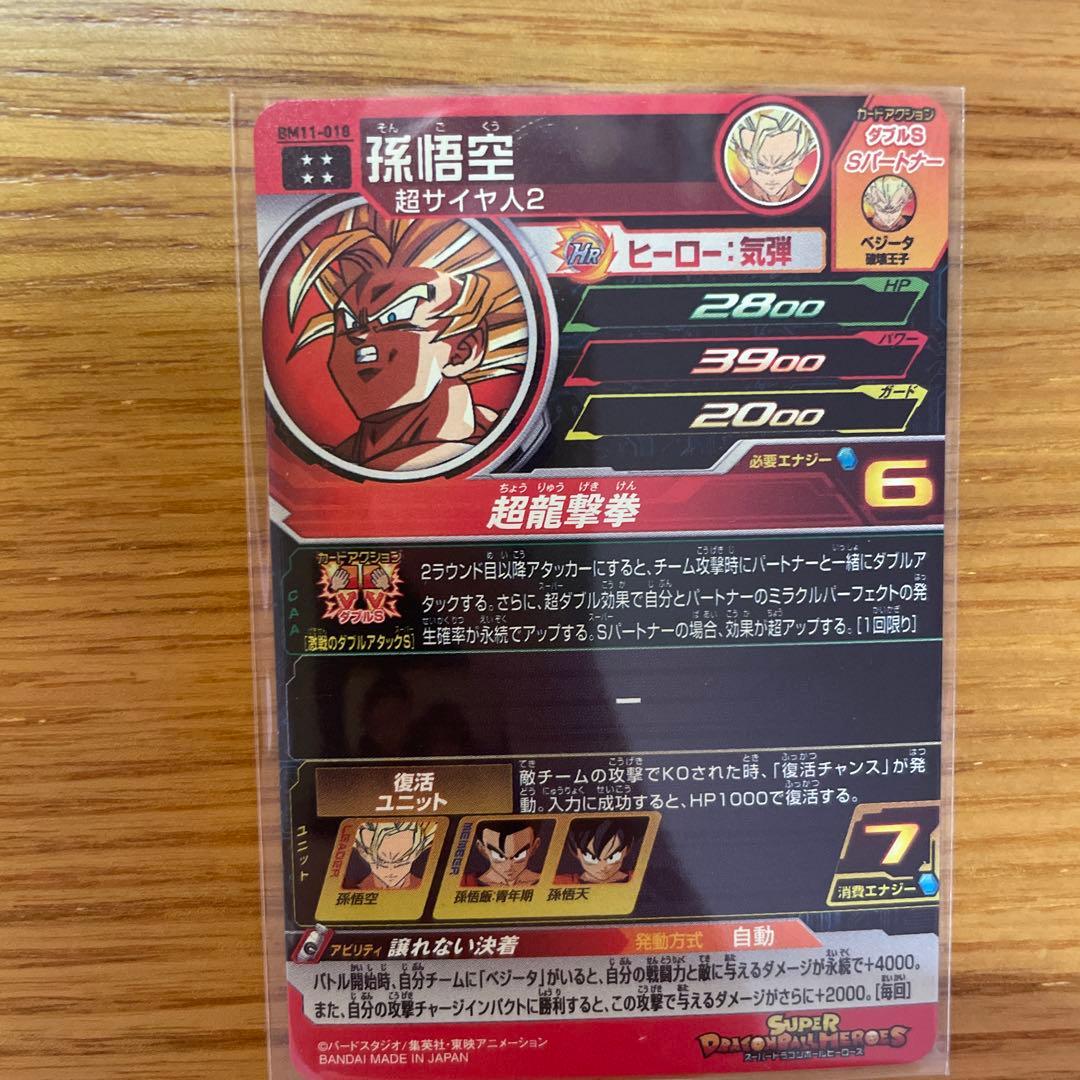 BM11-018
そんごくう
孫悟空
超サイヤ人2
カードアクション
ダブルS
Sパートナー
ベジータ
破壊王子
HR
ヒーロー:気弾
HP
2800
パワー
3900
ガード
2000
必要エナジー
6
ちょうりゅうげきけん
超龍撃拳
CAA
カードアクション
ダブルS
[激戦のダブルアタックS]
2ラウンド目以降アタッカーにすると、チーム攻撃時にパートナーと一緒にダブルア
タックする。さらに、超ダブル効果で自分とパートナーのミラクルパーフェクトの発
生確率が永続でアップする。Sパートナーの場合、効果が超アップする。[1回限り]
ー
ユニット
復活
ユニット
敵チームの攻撃でKOされた時、「復活チャンス」が発
動。入力に成功すると、HP1000で復活する。
LEADER
孫悟空
MEMBER
孫悟飯:青年期
孫悟天
7
消費エナジー
アビリティ 譲れない決着
発動方式 自動
バトル開始時、自分チームに「ベジータ」がいると、自分の戦闘力と敵に与えるダメージが永続で+4000。
また、自分の攻撃チャージインパクトに勝利すると、この攻撃で与えるダメージがさらに+2000。[毎回]
©バードスタジオ/集英社・東映アニメーション
BANDAI MADE IN JAPAN
SUPER
DRAGONBALL HEROES
スーパードラゴンボールヒーローズ